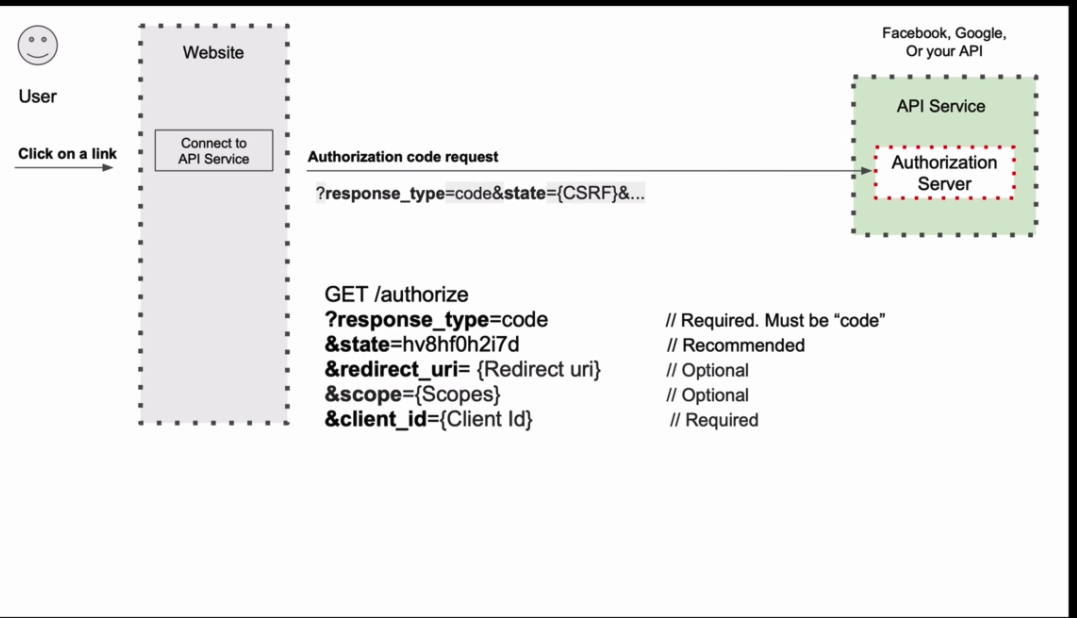 User
Click on a link
Website
Connect to
API Service
Authorization code request
?response_type=code&state={CSRF}&...
Facebook, Google,
Or your API
API Service
Authorization
Server
GET /authorize
?response_type=code // Required. Must be “code”
&state=hv8hf0h2i7d // Recommended
&redirect_uri= {Redirect uri} // Optional
&scope={Scopes} // Optional
&client_id={Client Id} // Required